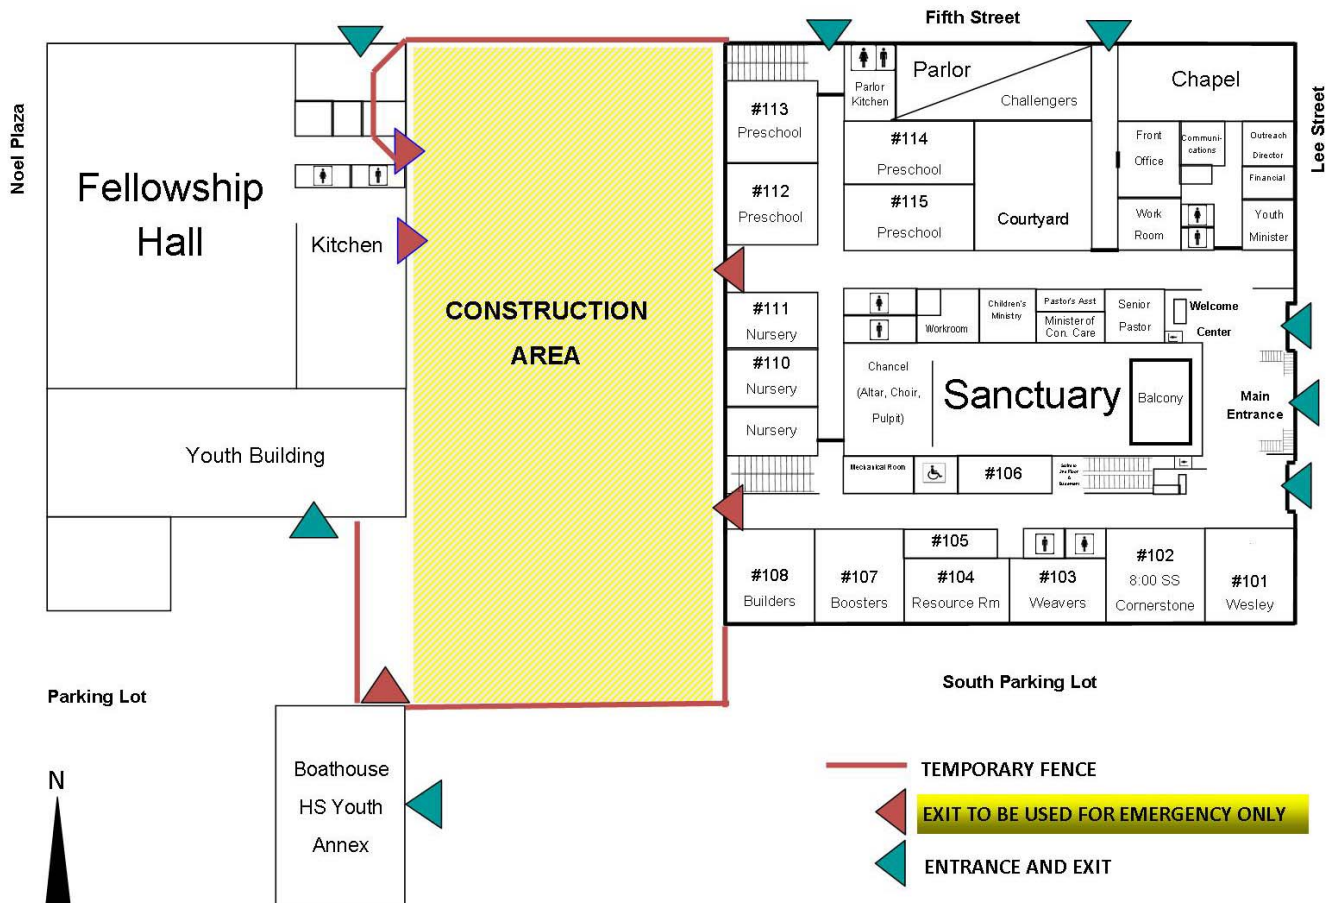 Fifth Street
Noel Plaza
Lee Street
Fellowship
Hall
Kitchen
Youth Building
CONSTRUCTION
AREA
#113
Preschool
#112
Preschool
Parlor
Kitchen
Parlor
Challengers
#114
Preschool
#115
Preschool
Courtyard
Chapel
Front
Office
Communi-
cations
Outreach
Director
Financial
Work
Room
Youth
Minister
#111
Nursery
#110
Nursery
Nursery
Workroom
Children's
Ministry
Pastor's Asst
Minister of
Con. Care
Senior
Pastor
Welcome
Center
Chancel
(Altar, Choir,
Pulpit)
Sanctuary
Balcony
Main
Entrance
Mechanical Room
#106
#108
Builders
#107
Boosters
#105
#104
Resource Rm
#103
Weavers
#102
8:00 SS
Cornerstone
#101
Wesley
Parking Lot
South Parking Lot
N
Boathouse
HS Youth
Annex
TEMPORARY FENCE
EXIT TO BE USED FOR EMERGENCY ONLY
ENTRANCE AND EXIT